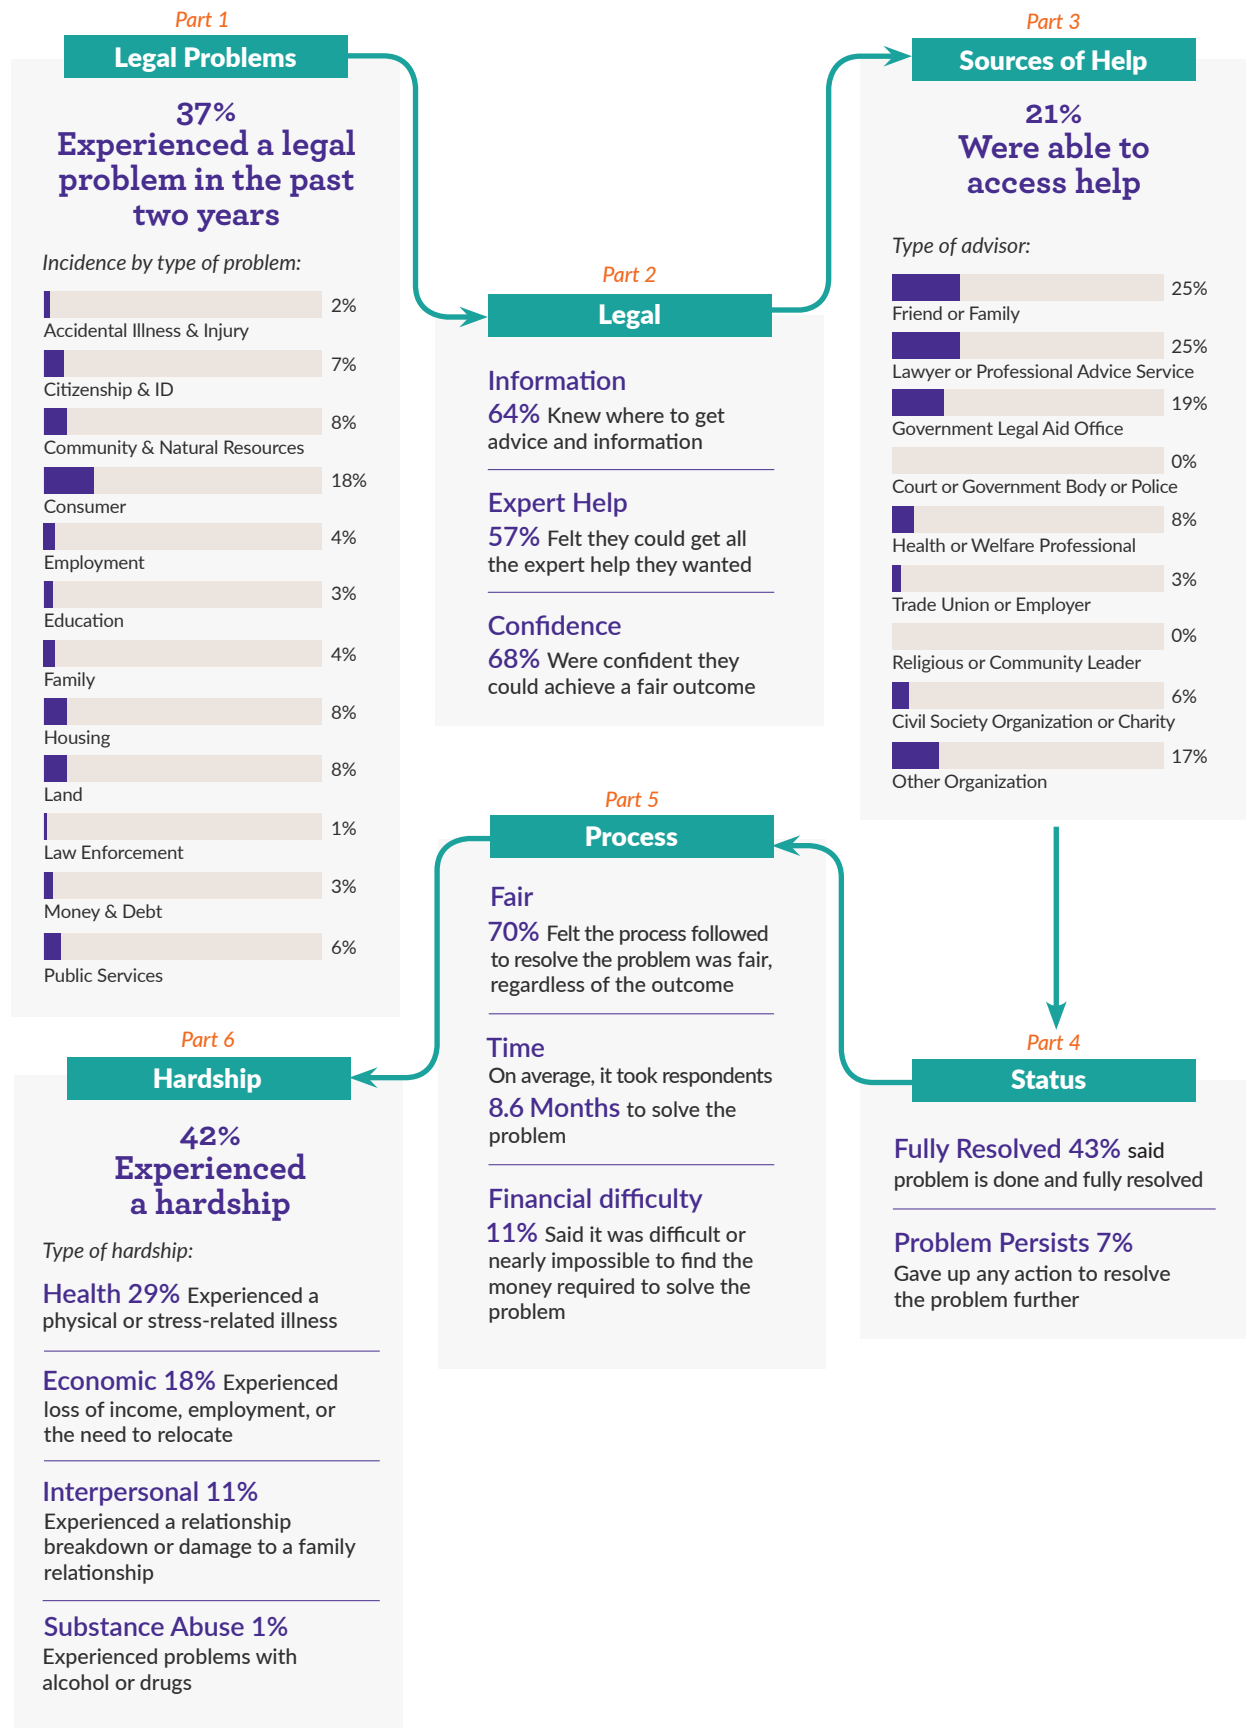 Part 1
Legal Problems
37%
Experienced a legal
problem in the past
two years
Incidence by type of problem:
2%
Accidental Illness & Injury
7%
Citizenship & ID
8%
Community & Natural Resources
18%
Consumer
4%
Employment
3%
Education
4%
Family
8%
Housing
8%
Land
1%
Law Enforcement
3%
Money & Debt
6%
Public Services
Part 2
Legal
Information
64% Knew where to get
advice and information
Expert Help
57% Felt they could get all
the expert help they wanted
Confidence
68% Were confident they
could achieve a fair outcome
Part 3
Sources of Help
21%
Were able to
access help
Type of advisor:
25%
Friend or Family
25%
Lawyer or Professional Advice Service
19%
Government Legal Aid Office
0%
Court or Government Body or Police
8%
Health or Welfare Professional
3%
Trade Union or Employer
0%
Religious or Community Leader
6%
Civil Society Organization or Charity
17%
Other Organization
Part 4
Status
Fully Resolved 43% said
problem is done and fully resolved
Problem Persists 7%
Gave up any action to resolve
the problem further
Part 5
Process
Fair
70% Felt the process followed
to resolve the problem was fair,
regardless of the outcome
Time
On average, it took respondents
8.6 Months to solve the
problem
Financial difficulty
11% Said it was difficult or
nearly impossible to find the
money required to solve the
problem
Part 6
Hardship
42%
Experienced
a hardship
Type of hardship:
Health 29% Experienced a
physical or stress-related illness
Economic 18% Experienced
loss of income, employment, or
the need to relocate
Interpersonal 11%
Experienced a relationship
breakdown or damage to a family
relationship
Substance Abuse 1%
Experienced problems with
alcohol or drugs